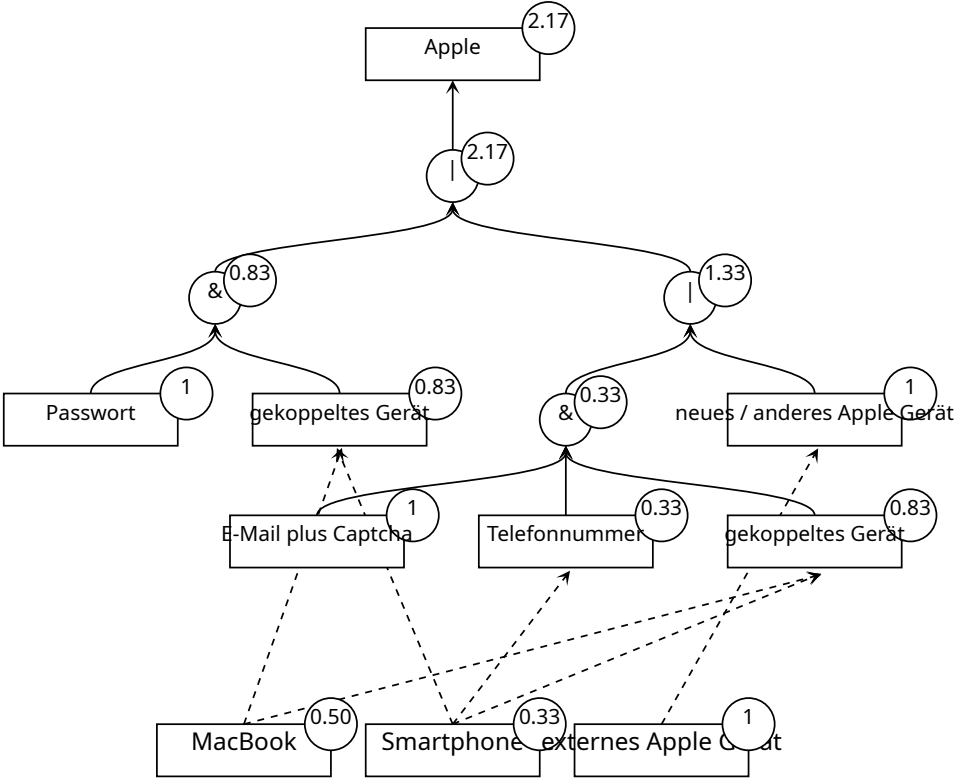 2.17
Apple
2.17
|
0.83
&
1.33
|
1
Passwort
0.83
gekoppeltes Gerät
0.33
&
1
neues / anderes Apple Gerät
1
E-Mail plus Captcha
0.33
Telefonnummer
0.83
gekoppeltes Gerät
0.50
MacBook
0.33
Smartphone
1
externes Apple Gerät